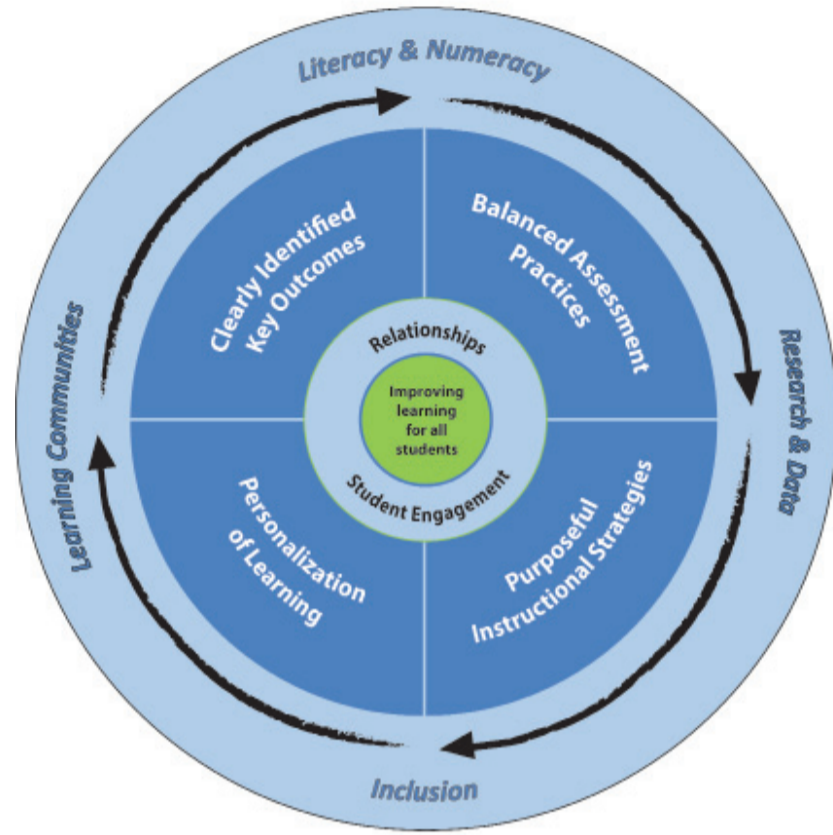 Literacy & Numeracy
Clearly Identified
Key Outcomes
Balanced Assessment
Practices
Learning Communities
Research & Data
Relationships
Improving
learning
for all
students
Student Engagement
Personalization
of Learning
Purposeful
Instructional Strategies
Inclusion